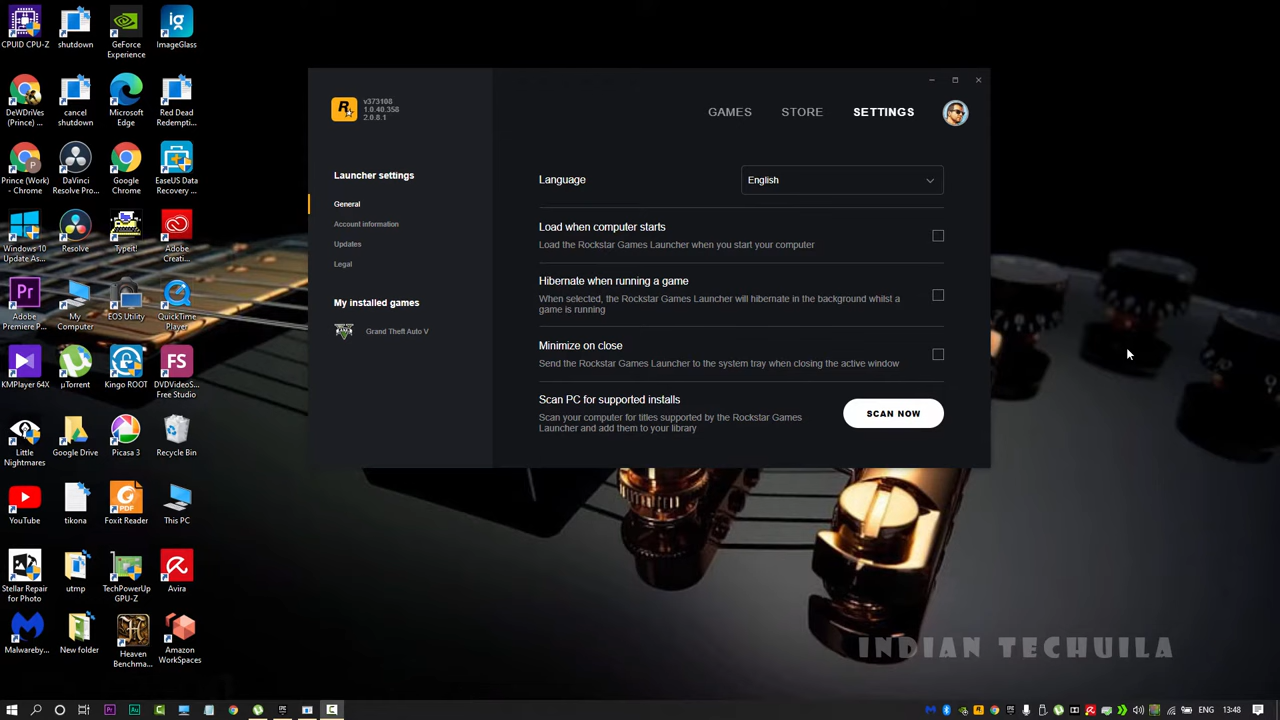 CPUID CPU-Z
shutdown
GeForce
Experience
ImageGlass
DeWDriVes
(Prince) ...
cancel
shutdown
Microsoft
Edge
Red Dead
Redempti...
Prince (Work)
- Chrome
DaVinci
Resolve Pro...
Google
Chrome
EaseUS Data
Recovery ...
Windows 10
Update As...
Resolve
Typeit!
Adobe
Creati...
Adobe
Premiere P...
My
Computer
EOS Utility
QuickTime
Player
KMPlayer 64X
µTorrent
Kingo ROOT
DVDVideoS...
Free Studio
Little
Nightmares
Google Drive
Picasa 3
Recycle Bin
YouTube
tikona
Foxit Reader
This PC
Stellar Repair
for Photo
utmp
TechPowerUp
GPU-Z
Avira
Malwareby...
New folder
Heaven
Benchma...
Amazon
WorkSpaces
v373108
1.0.40.358
2.0.8.1
GAMES
STORE
SETTINGS
Launcher settings
General
Account information
Updates
Legal
My installed games
Grand Theft Auto V
Language
English
Load when computer starts
Load the Rockstar Games Launcher when you start your computer
Hibernate when running a game
When selected, the Rockstar Games Launcher will hibernate in the background whilst a
game is running
Minimize on close
Send the Rockstar Games Launcher to the system tray when closing the active window
Scan PC for supported installs
Scan your computer for titles supported by the Rockstar Games
Launcher and add them to your library
SCAN NOW
INDIAN TECHUILA
ENG
13:48